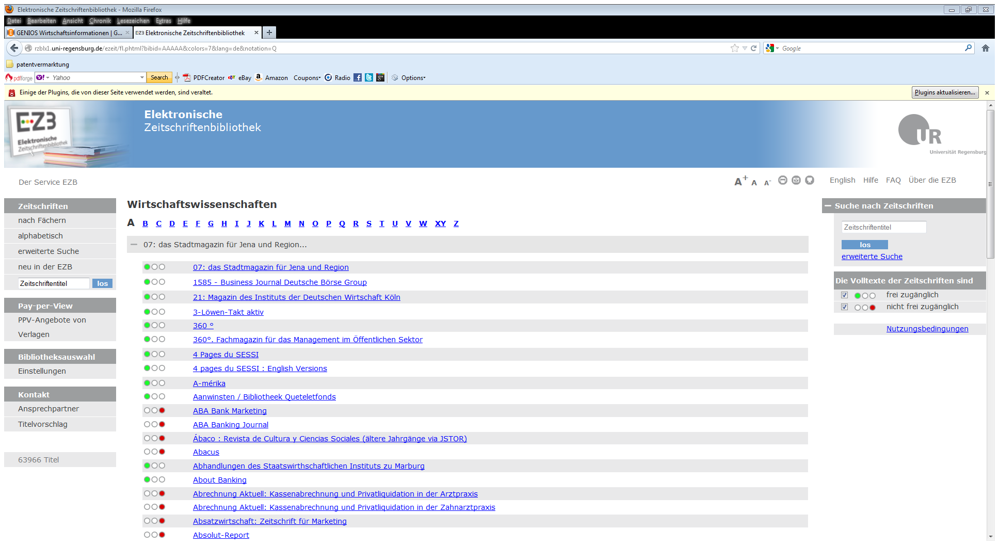 Elektronische Zeitschriftenbibliothek - Mozilla Firefox
Datei Bearbeiten Ansicht Chronik Lesezeichen Extras Hilfe
GENIOS Wirtschaftsinformationen | G... EZ3 Elektronische Zeitschriftenbibliothek
rzblx1.uni-regensburg.de/ezeit/fl.phtml?bibid=AAAAA&colors=7&lang=de&notation=Q Google
patentvermarktung
pdfforge Y! Yahoo Search PDFCreator ebY eBay a Amazon Coupons Radio Options
Einige der Plugins, die von dieser Seite verwendet werden, sind veraltet. Plugins aktualisieren...
EZ3
Elektronische
Zeitschriftenbibliothek
Elektronische
Zeitschriftenbibliothek
UR
Universität Regensburg
Der Service EZB A+ A A- English Hilfe FAQ Über die EZB
Zeitschriften
nach Fächern
alphabetisch
erweiterte Suche
neu in der EZB
Zeitschriftentitel los
Pay-per-View
PPV-Angebote von
Verlagen
Bibliotheksauswahl
Einstellungen
Kontakt
Ansprechpartner
Titelvorschlag
63966 Titel
Wirtschaftswissenschaften
A B C D E F G H I J K L M N O P Q R S T U V W XY Z
07: das Stadtmagazin für Jena und Region...
07: das Stadtmagazin für Jena und Region
1585 - Business Journal Deutsche Börse Group
21: Magazin des Instituts der Deutschen Wirtschaft Köln
3-Löwen-Takt aktiv
360 °
360°. Fachmagazin für das Management im Öffentlichen Sektor
4 Pages du SESSI
4 pages du SESSI : English Versions
A-mérika
Aanwinsten / Bibliotheek Queteletfonds
ABA Bank Marketing
ABA Banking Journal
Ábaco : Revista de Cultura y Ciencias Sociales (ältere Jahrgänge via JSTOR)
Abacus
Abhandlungen des Staatswirthschaftlichen Instituts zu Marburg
About Banking
Abrechnung Aktuell: Kassenabrechnung und Privatliquidation in der Arztpraxis
Abrechnung Aktuell: Kassenabrechnung und Privatliquidation in der Zahnarztpraxis
Absatzwirtschaft: Zeitschrift für Marketing
Absolut-Report
Suche nach Zeitschriften
Zeitschriftentitel
los
erweiterte Suche
Die Volltexte der Zeitschriften sind
frei zugänglich
nicht frei zugänglich
Nutzungsbedingungen